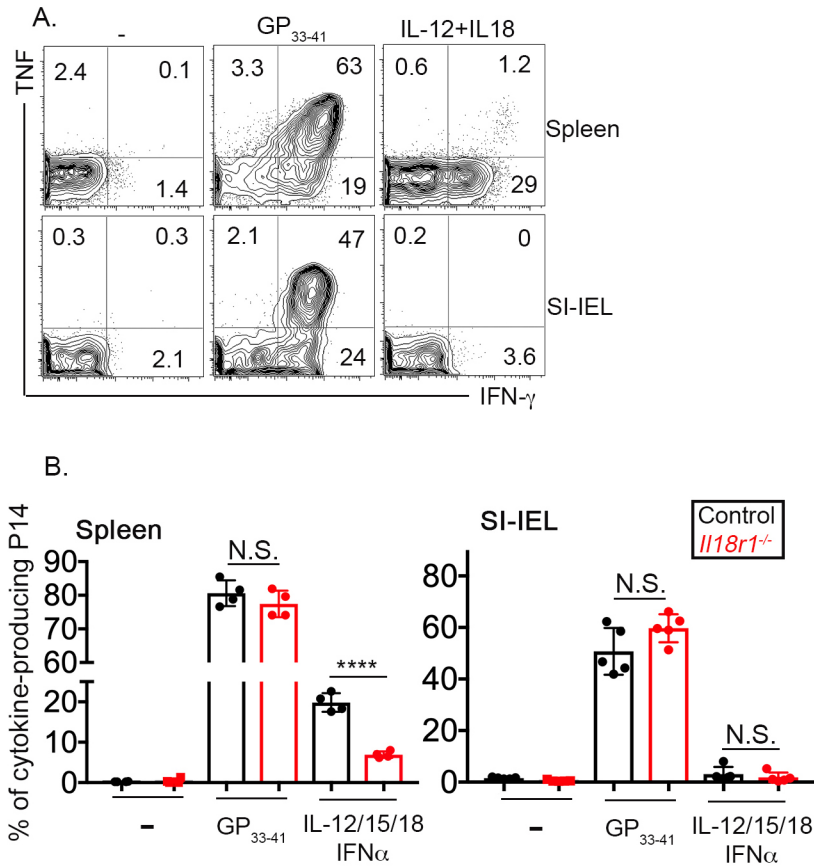 A.
- GP33-41 IL-12+IL18
TNF
2.4 0.1 3.3 63 0.6 1.2
Spleen
1.4 19 29
0.3 0.3 2.1 47 0.2 0
SI-IEL
2.1 24 3.6
IFN-γ
B.
% of cytokine-producing P14
Spleen
90
80
70
60
20
10
0
N.S.
****
- GP33-41 IL-12/15/18
IFNα
SI-IEL
80
60
40
20
0
N.S.
N.S.
- GP33-41 IL-12/15/18
IFNα
Control
Il18r1-/-